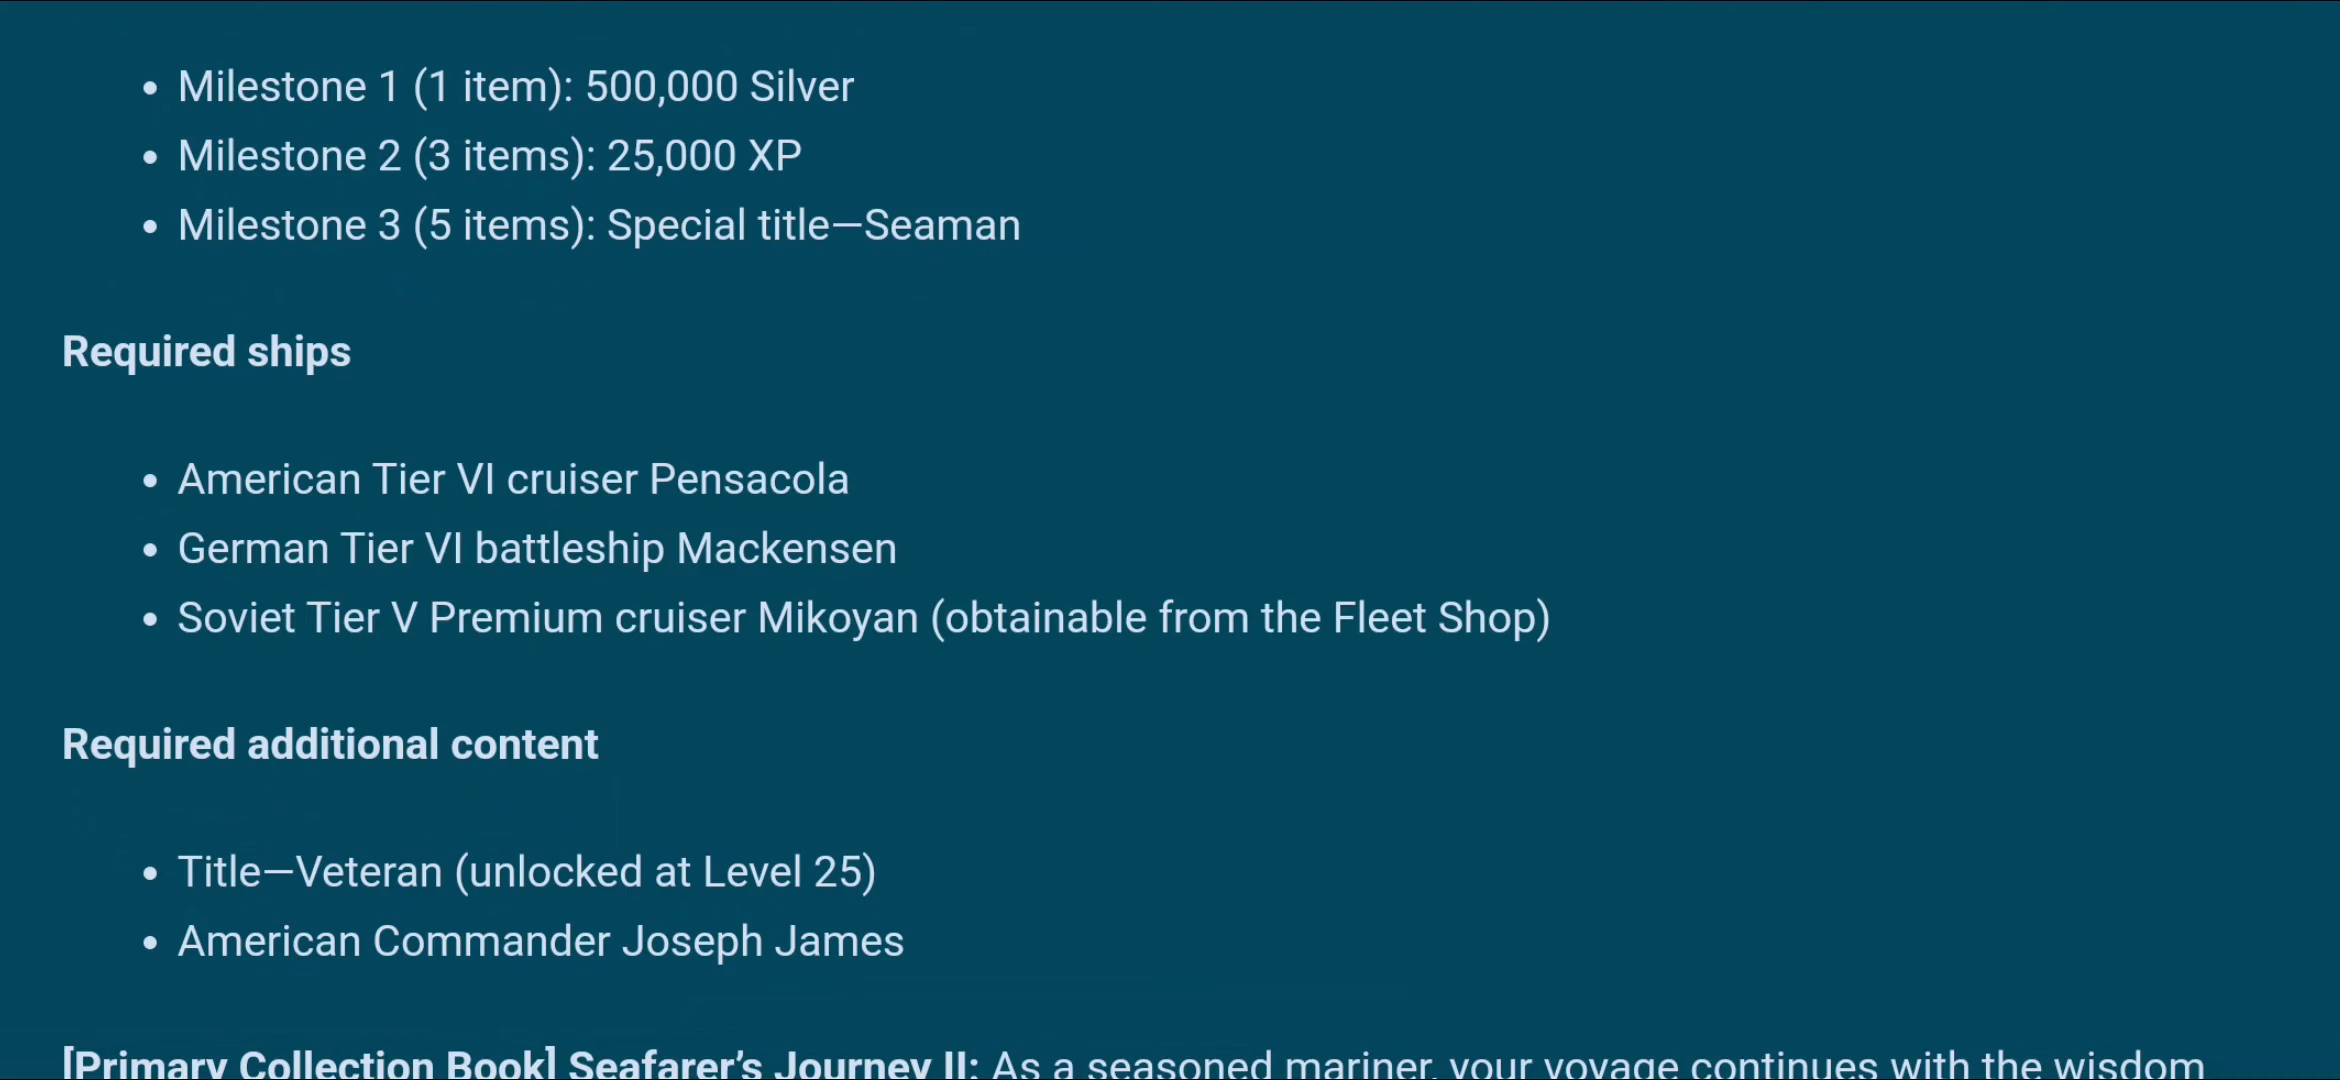 • Milestone 1 (1 item): 500,000 Silver
• Milestone 2 (3 items): 25,000 XP
• Milestone 3 (5 items): Special title—Seaman
Required ships
• American Tier VI cruiser Pensacola
• German Tier VI battleship Mackensen
• Soviet Tier V Premium cruiser Mikoyan (obtainable from the Fleet Shop)
Required additional content
• Title—Veteran (unlocked at Level 25)
• American Commander Joseph James
[Primary Collection Book] Seafarer’s Journey II: As a seasoned mariner, your voyage continues with the wisdom